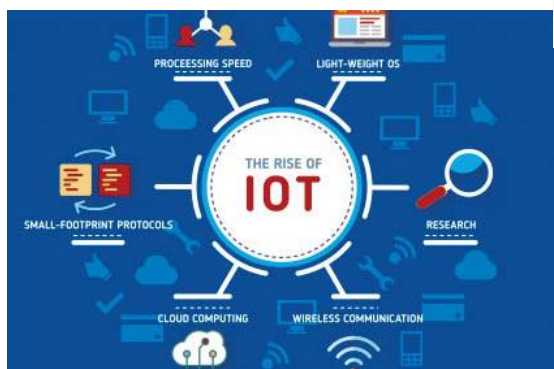 PROCEESSING SPEED
LIGHT-WEIGHT OS
THE RISE OF
IOT
SMALL-FOOTPRINT PROTOCOLS
RESEARCH
CLOUD COMPUTING
WIRELESS COMMUNICATION